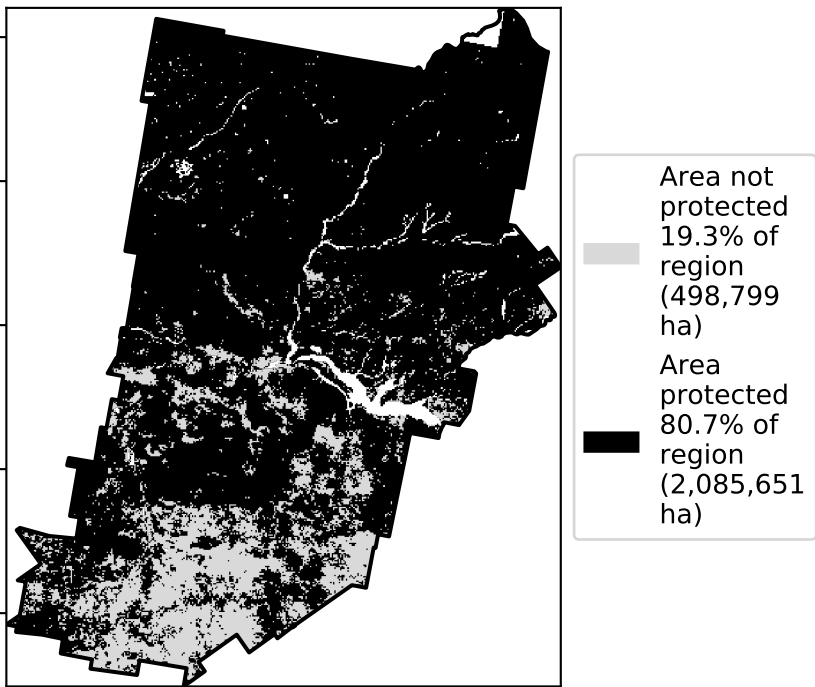 Area not
protected
19.3% of
region
(498,799
ha)
Area
protected
80.7% of
region
(2,085,651
ha)